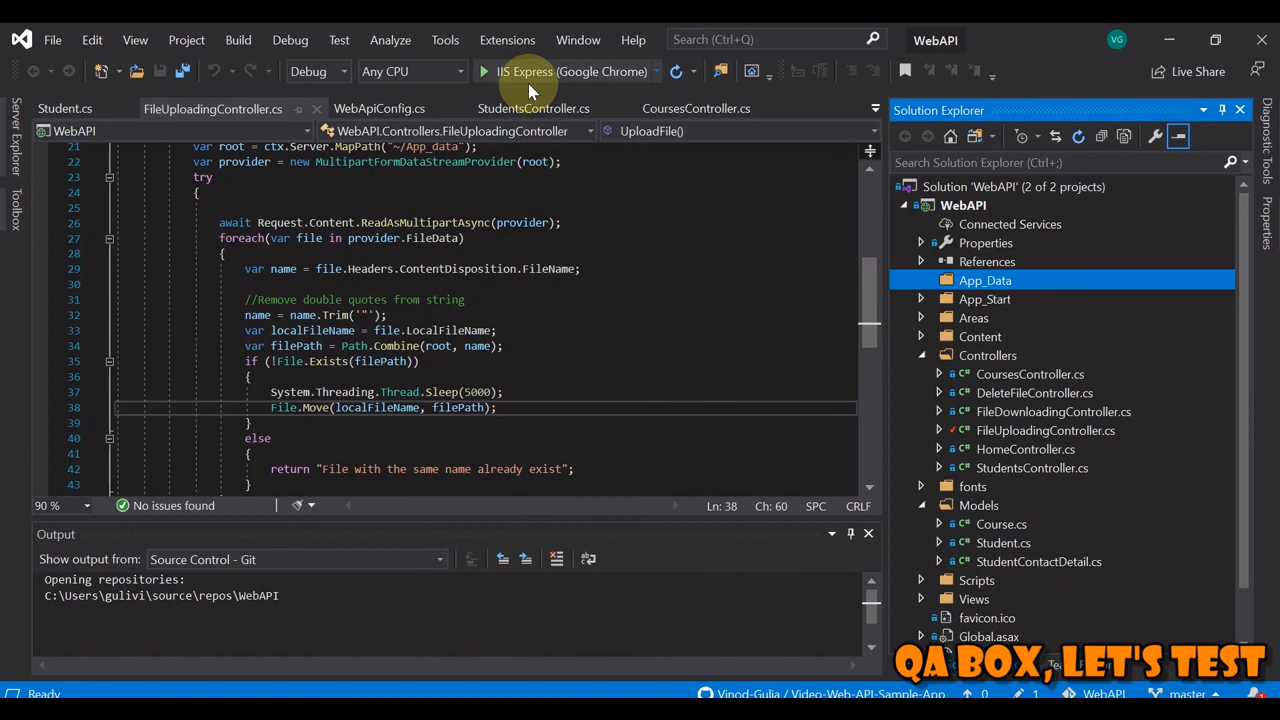 File Edit View Project Build Debug Test Analyze Tools Extensions Window Help Search (Ctrl+Q) WebAPI VG
Debug Any CPU IIS Express (Google Chrome) Live Share
Student.cs FileUploadingController.cs WebApiConfig.cs StudentsController.cs CoursesController.cs
WebAPI WebAPI.Controllers.FileUploadingController UploadFile()
21 var root = ctx.Server.MapPath("~/App_data");
22 var provider = new MultipartFormDataStreamProvider(root);
23 try
24 {
25
26 await Request.Content.ReadAsMultipartAsync(provider);
27 foreach(var file in provider.FileData)
28 {
29 var name = file.Headers.ContentDisposition.FileName;
30
31 //Remove double quotes from string
32 name = name.Trim('"');
33 var localFileName = file.LocalFileName;
34 var filePath = Path.Combine(root, name);
35 if (!File.Exists(filePath))
36 {
37 System.Threading.Thread.Sleep(5000);
38 File.Move(localFileName, filePath);
39 }
40 else
41 {
42 return "File with the same name already exist";
43 }
90 % No issues found Ln: 38 Ch: 60 SPC CRLF
Output
Show output from: Source Control - Git
Opening repositories:
C:\Users\gulivi\source\repos\WebAPI
Server Explorer
Toolbox
Solution Explorer
Search Solution Explorer (Ctrl+;)
Solution 'WebAPI' (2 of 2 projects)
WebAPI
Connected Services
Properties
References
App_Data
App_Start
Areas
Content
Controllers
CoursesController.cs
DeleteFileController.cs
FileDownloadingController.cs
FileUploadingController.cs
HomeController.cs
StudentsController.cs
fonts
Models
Course.cs
Student.cs
StudentContactDetail.cs
Scripts
Views
favicon.ico
Global.asax
Diagnostic Tools
Properties
QA BOX, LET'S TEST
Ready Vinod-Gulia / Video-Web-API-Sample-App 0 1 WebAPI master